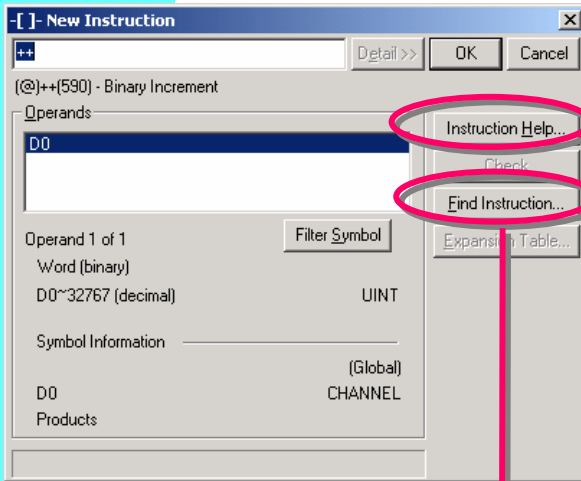 -[ ]- New Instruction
++
Detail >>
OK
Cancel
(@)++(590) - Binary Increment
Operands
D0
Instruction Help...
Check
Find Instruction...
Expansion Table...
Operand 1 of 1
Filter Symbol
Word (binary)
D0~32767 (decimal)
UINT
Symbol Information
(Global)
D0
CHANNEL
Products